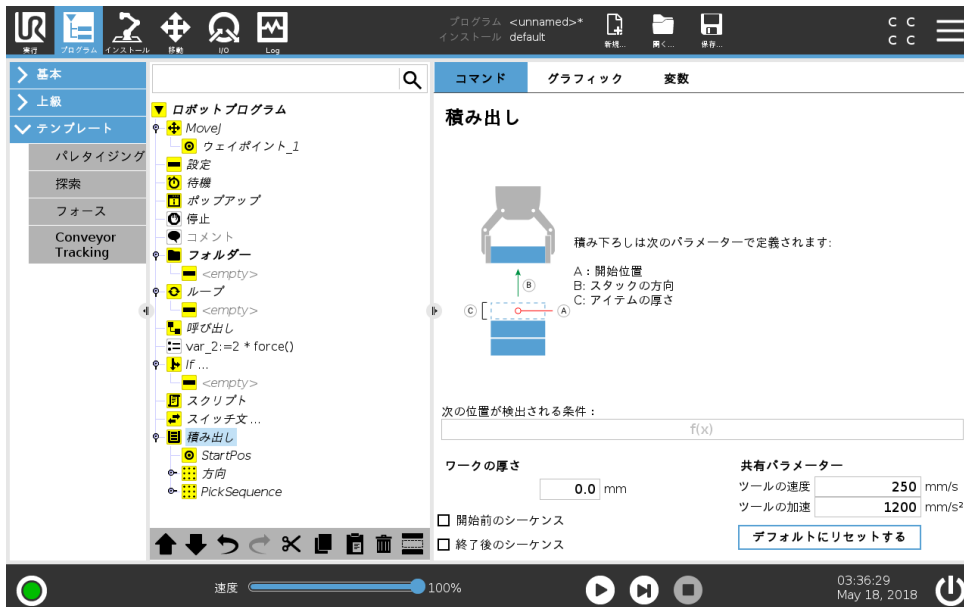 UR
実行
プログラム
インストール
移動
I/O
Log
プログラム <unnamed>*
インストール default
新規...
開く...
保存...
C C
C C
基本
上級
テンプレート
パレタイジング
探索
フォース
Conveyor
Tracking
ロボットプログラム
MoveJ
ウェイポイント_1
設定
待機
ポップアップ
停止
コメント
フォルダー
<empty>
ループ
<empty>
呼び出し
var_2:=2 * force()
If ...
<empty>
スクリプト
スイッチ文 ...
積み出し
StartPos
方向
PickSequence
コマンド
グラフィック
変数
積み出し
B
C
A
積み下ろしは次のパラメーターで定義されます:
A : 開始位置
B: スタックの方向
C: アイテムの厚さ
次の位置が検出される条件 :
f(x)
ワークの厚さ
0.0 mm
開始前のシーケンス
終了後のシーケンス
共有パラメーター
ツールの速度 250 mm/s
ツールの加速 1200 mm/s²
デフォルトにリセットする
速度
100%
03:36:29
May 18, 2018